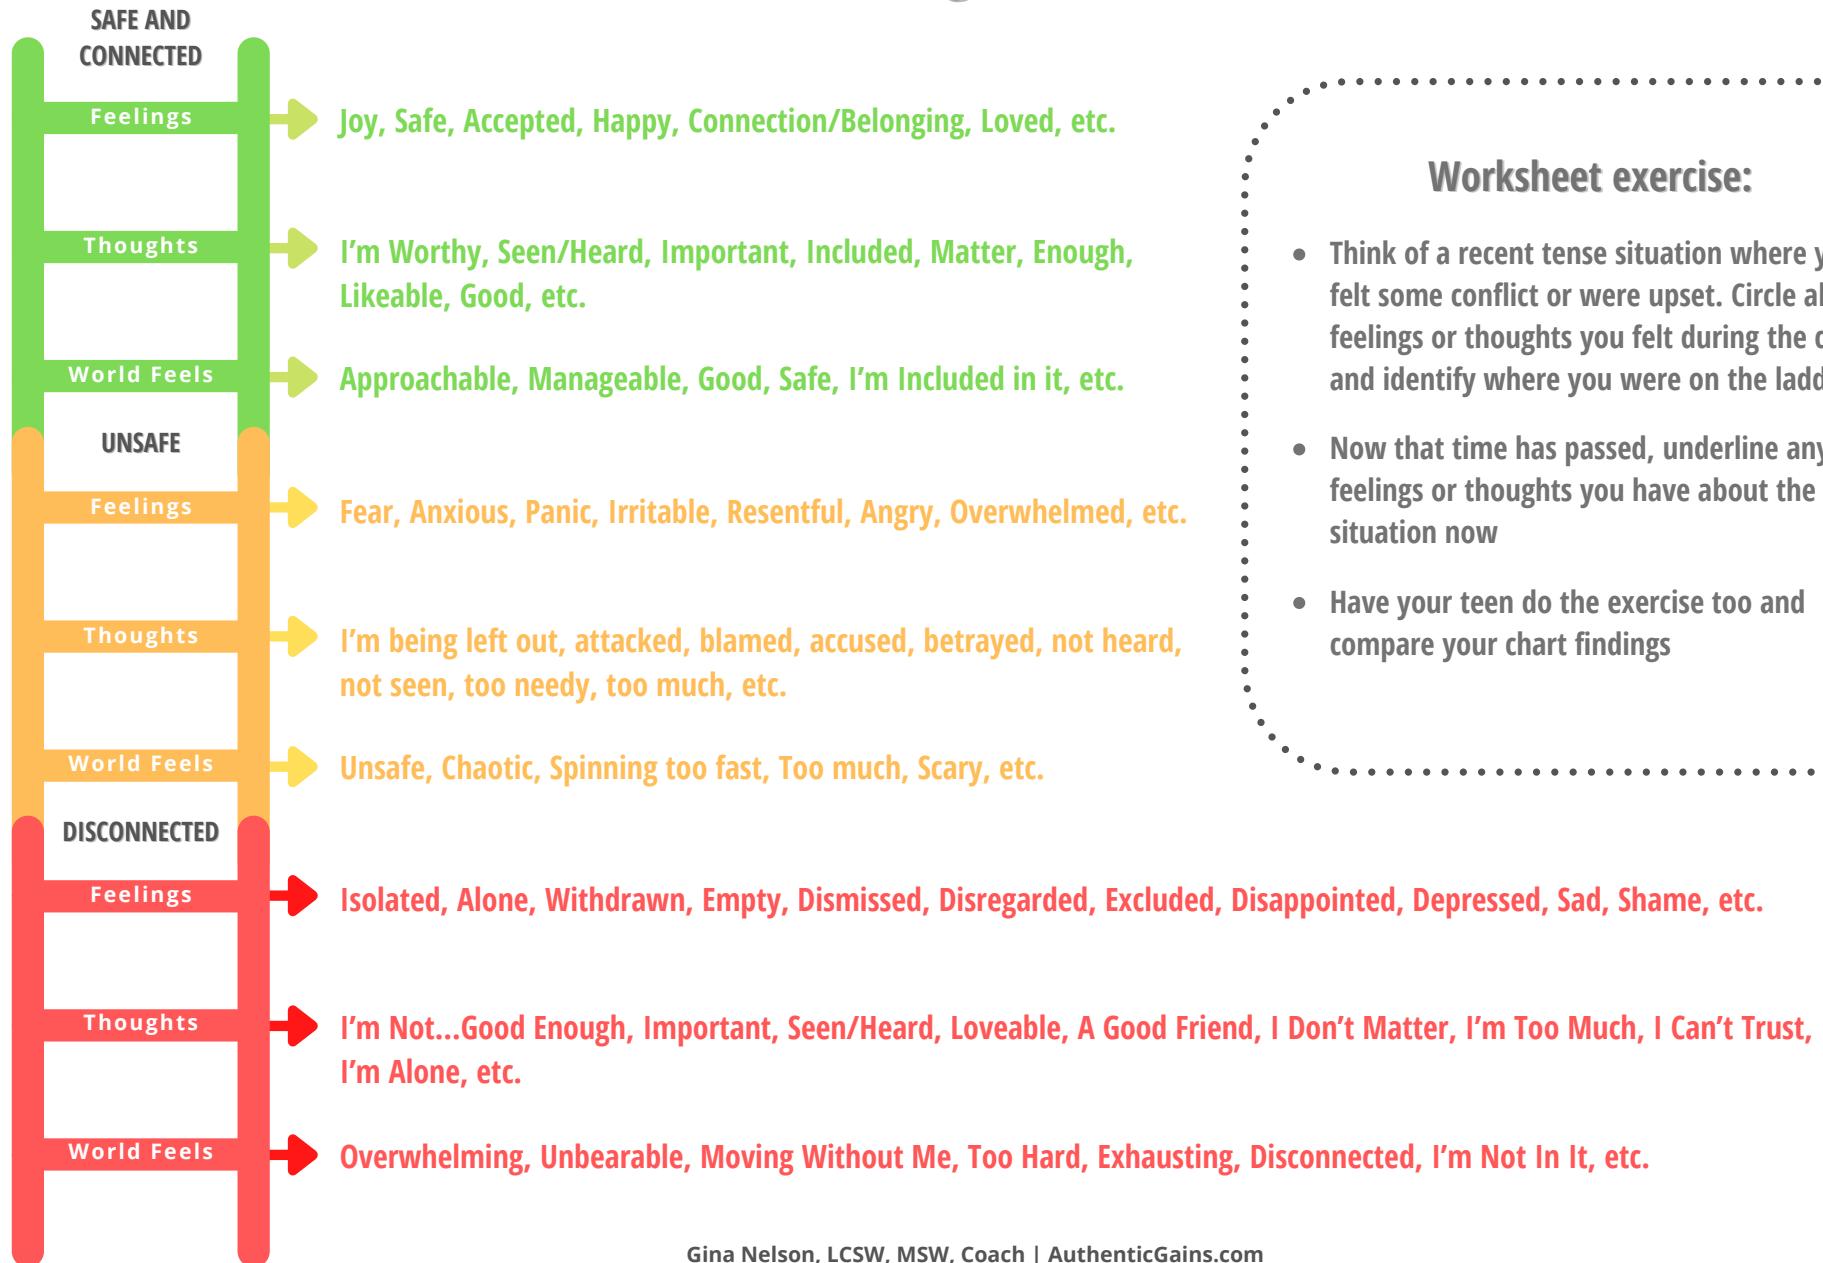 SAFE AND
CONNECTED
Feelings
Joy, Safe, Accepted, Happy, Connection/Belonging, Loved, etc.
Thoughts
I'm Worthy, Seen/Heard, Important, Included, Matter, Enough,
Likeable, Good, etc.
World Feels
Approachable, Manageable, Good, Safe, I'm Included in it, etc.
UNSAFE
Feelings
Fear, Anxious, Panic, Irritable, Resentful, Angry, Overwhelmed, etc.
Thoughts
I'm being left out, attacked, blamed, accused, betrayed, not heard,
not seen, too needy, too much, etc.
World Feels
Unsafe, Chaotic, Spinning too fast, Too much, Scary, etc.
Worksheet exercise:
• Think of a recent tense situation where
felt some conflict or were upset. Circle
feelings or thoughts you felt during the
and identify where you were on the
• Now that time has passed, underline any
feelings or thoughts you have about the
situation now
• Have your teen do the exercise too and
compare your chart findings
DISCONNECTED
Feelings
Isolated, Alone, Withdrawn, Empty, Dismissed, Disregarded, Excluded, Disappointed, Depressed, Sad, Shame, etc.
Thoughts
I'm Not...Good Enough, Important, Seen/Heard, Loveable, A Good Friend, I Don't Matter, I'm Too Much, I Can't Trust,
I'm Alone, etc.
World Feels
Overwhelming, Unbearable, Moving Without Me, Too Hard, Exhausting, Disconnected, I'm Not In It, etc.
Gina Nelson, LCSW, MSW, Coach | AuthenticGains.com